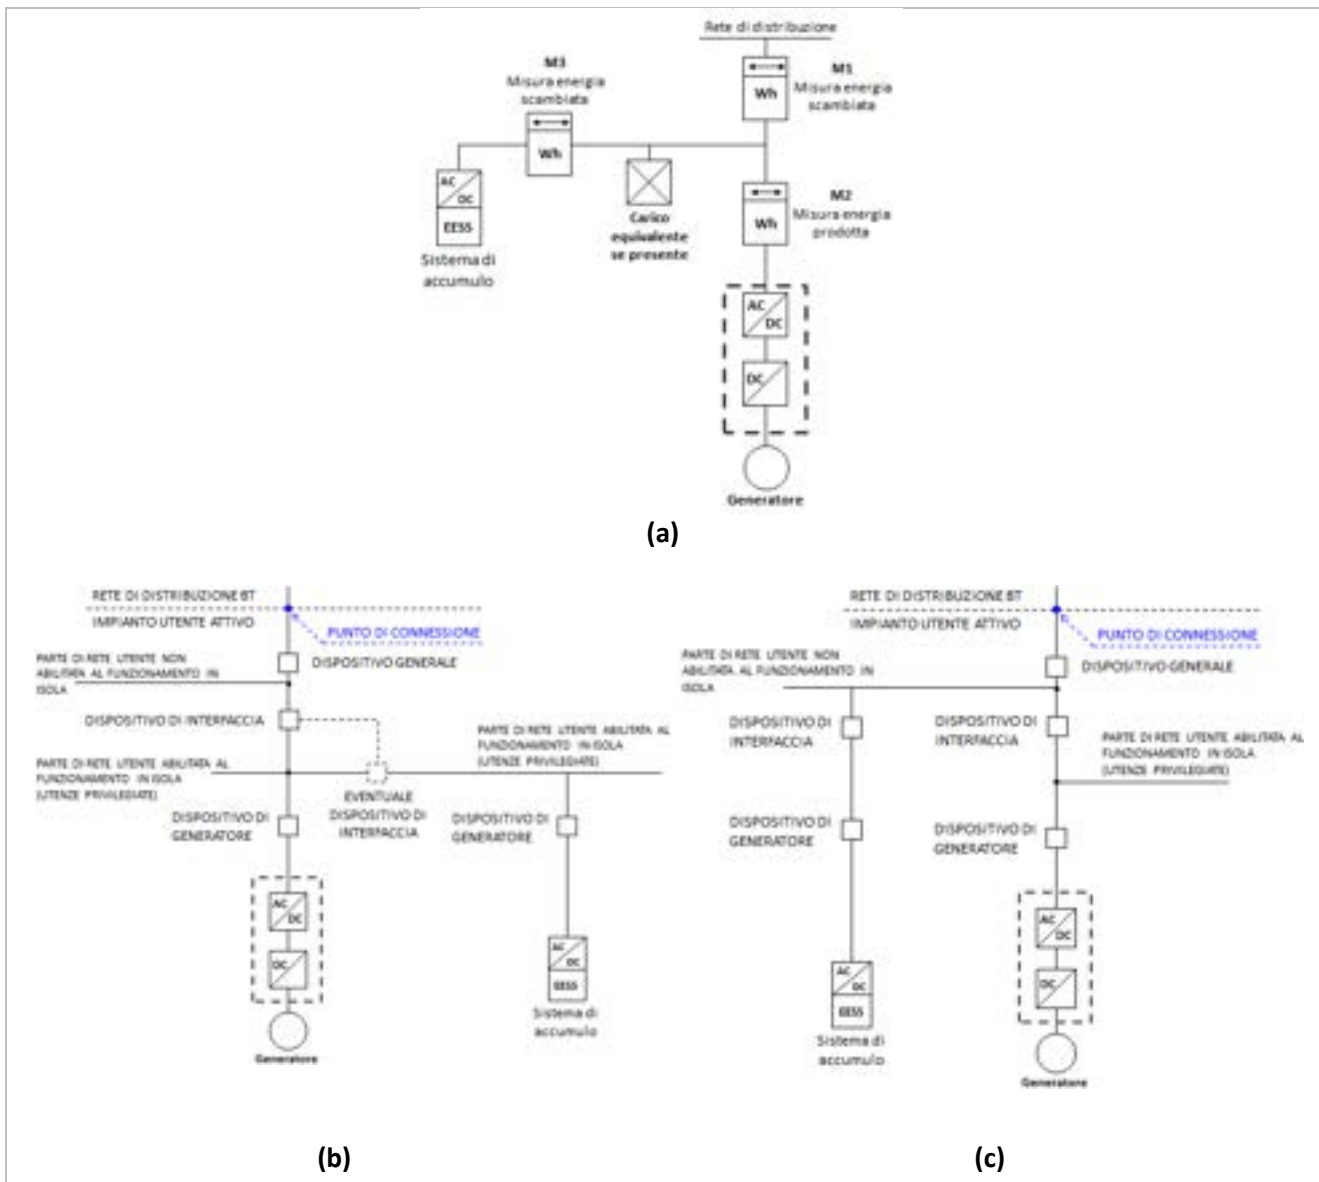 Rete di distribuzione
M3
Misura energia
scambiata
Wh
M1
Misura energia
scambiata
Wh
AC
DC
EESS
Sistema di
accumulo
Carico
equivalente
se presente
M2
Misura energia
prodotta
Wh
AC
DC
DC
Generatore
(a)
RETE DI DISTRIBUZIONE BT
IMPIANTO UTENTE ATTIVO
PUNTO DI CONNESSIONE
PARTE DI RETE UTENTE NON
ABILITATA AL FUNZIONAMENTO IN
ISOLA
DISPOSITIVO GENERALE
DISPOSITIVO DI INTERFACCIA
PARTE DI RETE UTENTE ABILITATA AL
FUNZIONAMENTO IN ISOLA
(UTENZE PRIVILEGIATE)
PARTE DI RETE UTENTE ABILITATA AL
FUNZIONAMENTO IN ISOLA
(UTENZE PRIVILEGIATE)
EVENTUALE
DISPOSITIVO DI
INTERFACCIA
DISPOSITIVO DI
GENERATORE
DISPOSITIVO DI
GENERATORE
AC
DC
DC
Generatore
AC
DC
EESS
Sistema di
accumulo
(b)
RETE DI DISTRIBUZIONE BT
IMPIANTO UTENTE ATTIVO
PUNTO DI CONNESSIONE
PARTE DI RETE UTENTE NON
ABILITATA AL FUNZIONAMENTO IN
ISOLA
DISPOSITIVO GENERALE
DISPOSITIVO DI
INTERFACCIA
DISPOSITIVO DI
INTERFACCIA
PARTE DI RETE UTENTE ABILITATA AL
FUNZIONAMENTO IN ISOLA
(UTENZE PRIVILEGIATE)
DISPOSITIVO DI
GENERATORE
DISPOSITIVO DI
GENERATORE
AC
DC
EESS
Sistema di
accumulo
AC
DC
DC
Generatore
(c)